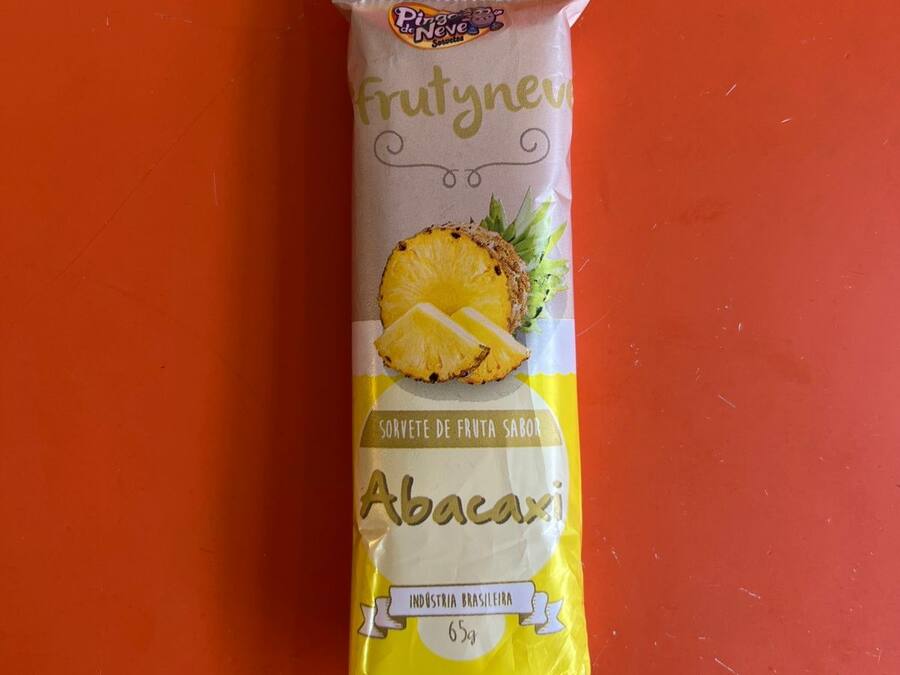 Pingo
de Neve
Sorvetes
frutyneve
SORVETE DE FRUTA SABOR
Abacaxi
INDÚSTRIA BRASILEIRA
65g